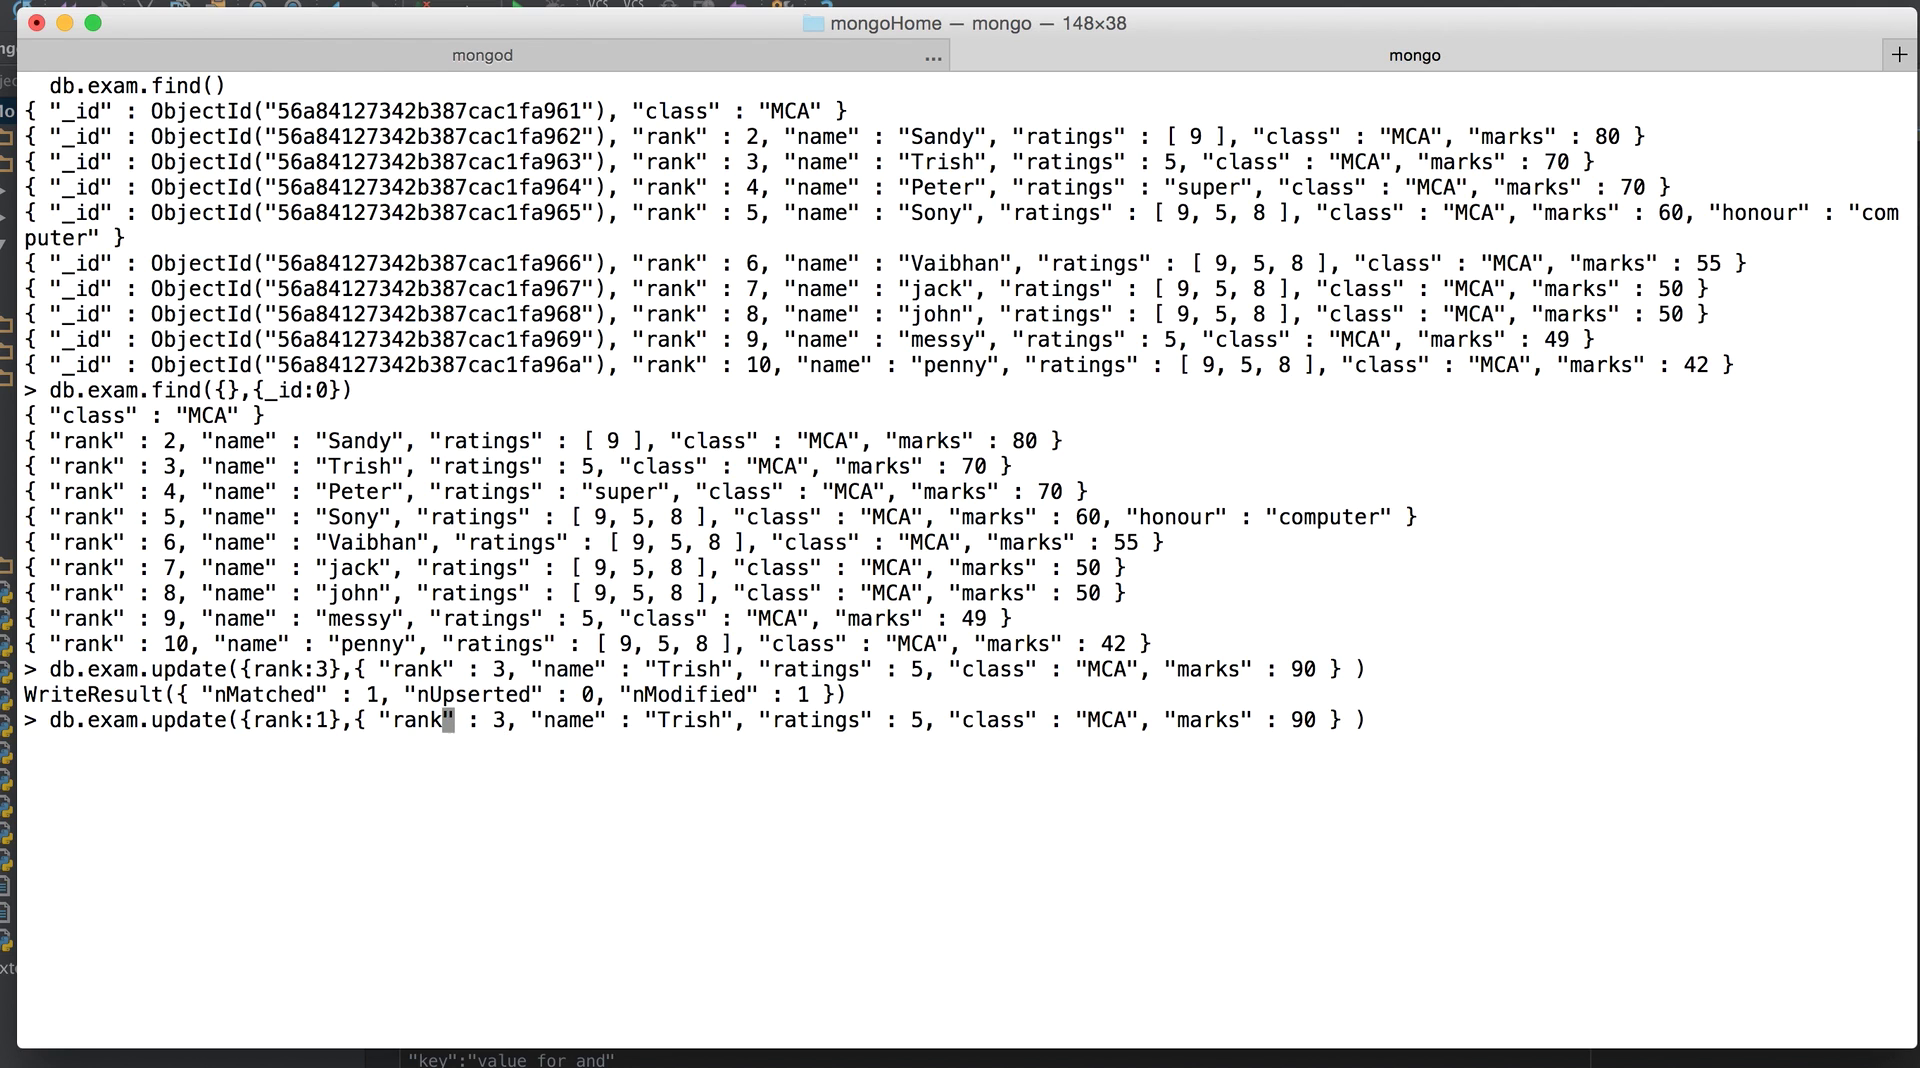 mongoHome — mongo — 148×38
mongod
...
mongo
+
db.exam.find()
{ "_id" : ObjectId("56a84127342b387cac1fa961"), "class" : "MCA" }
{ "_id" : ObjectId("56a84127342b387cac1fa962"), "rank" : 2, "name" : "Sandy", "ratings" : [ 9 ], "class" : "MCA", "marks" : 80 }
{ "_id" : ObjectId("56a84127342b387cac1fa963"), "rank" : 3, "name" : "Trish", "ratings" : 5, "class" : "MCA", "marks" : 70 }
{ "_id" : ObjectId("56a84127342b387cac1fa964"), "rank" : 4, "name" : "Peter", "ratings" : "super", "class" : "MCA", "marks" : 70 }
{ "_id" : ObjectId("56a84127342b387cac1fa965"), "rank" : 5, "name" : "Sony", "ratings" : [ 9, 5, 8 ], "class" : "MCA", "marks" : 60, "honour" : "com
puter" }
{ "_id" : ObjectId("56a84127342b387cac1fa966"), "rank" : 6, "name" : "Vaibhan", "ratings" : [ 9, 5, 8 ], "class" : "MCA", "marks" : 55 }
{ "_id" : ObjectId("56a84127342b387cac1fa967"), "rank" : 7, "name" : "jack", "ratings" : [ 9, 5, 8 ], "class" : "MCA", "marks" : 50 }
{ "_id" : ObjectId("56a84127342b387cac1fa968"), "rank" : 8, "name" : "john", "ratings" : [ 9, 5, 8 ], "class" : "MCA", "marks" : 50 }
{ "_id" : ObjectId("56a84127342b387cac1fa969"), "rank" : 9, "name" : "messy", "ratings" : 5, "class" : "MCA", "marks" : 49 }
{ "_id" : ObjectId("56a84127342b387cac1fa96a"), "rank" : 10, "name" : "penny", "ratings" : [ 9, 5, 8 ], "class" : "MCA", "marks" : 42 }
> db.exam.find({},{_id:0})
{ "class" : "MCA" }
{ "rank" : 2, "name" : "Sandy", "ratings" : [ 9 ], "class" : "MCA", "marks" : 80 }
{ "rank" : 3, "name" : "Trish", "ratings" : 5, "class" : "MCA", "marks" : 70 }
{ "rank" : 4, "name" : "Peter", "ratings" : "super", "class" : "MCA", "marks" : 70 }
{ "rank" : 5, "name" : "Sony", "ratings" : [ 9, 5, 8 ], "class" : "MCA", "marks" : 60, "honour" : "computer" }
{ "rank" : 6, "name" : "Vaibhan", "ratings" : [ 9, 5, 8 ], "class" : "MCA", "marks" : 55 }
{ "rank" : 7, "name" : "jack", "ratings" : [ 9, 5, 8 ], "class" : "MCA", "marks" : 50 }
{ "rank" : 8, "name" : "john", "ratings" : [ 9, 5, 8 ], "class" : "MCA", "marks" : 50 }
{ "rank" : 9, "name" : "messy", "ratings" : 5, "class" : "MCA", "marks" : 49 }
{ "rank" : 10, "name" : "penny", "ratings" : [ 9, 5, 8 ], "class" : "MCA", "marks" : 42 }
> db.exam.update({rank:3},{ "rank" : 3, "name" : "Trish", "ratings" : 5, "class" : "MCA", "marks" : 90 } )
WriteResult({ "nMatched" : 1, "nUpserted" : 0, "nModified" : 1 })
> db.exam.update({rank:1},{ "rank" : 3, "name" : "Trish", "ratings" : 5, "class" : "MCA", "marks" : 90 } )
"key":"value for and"